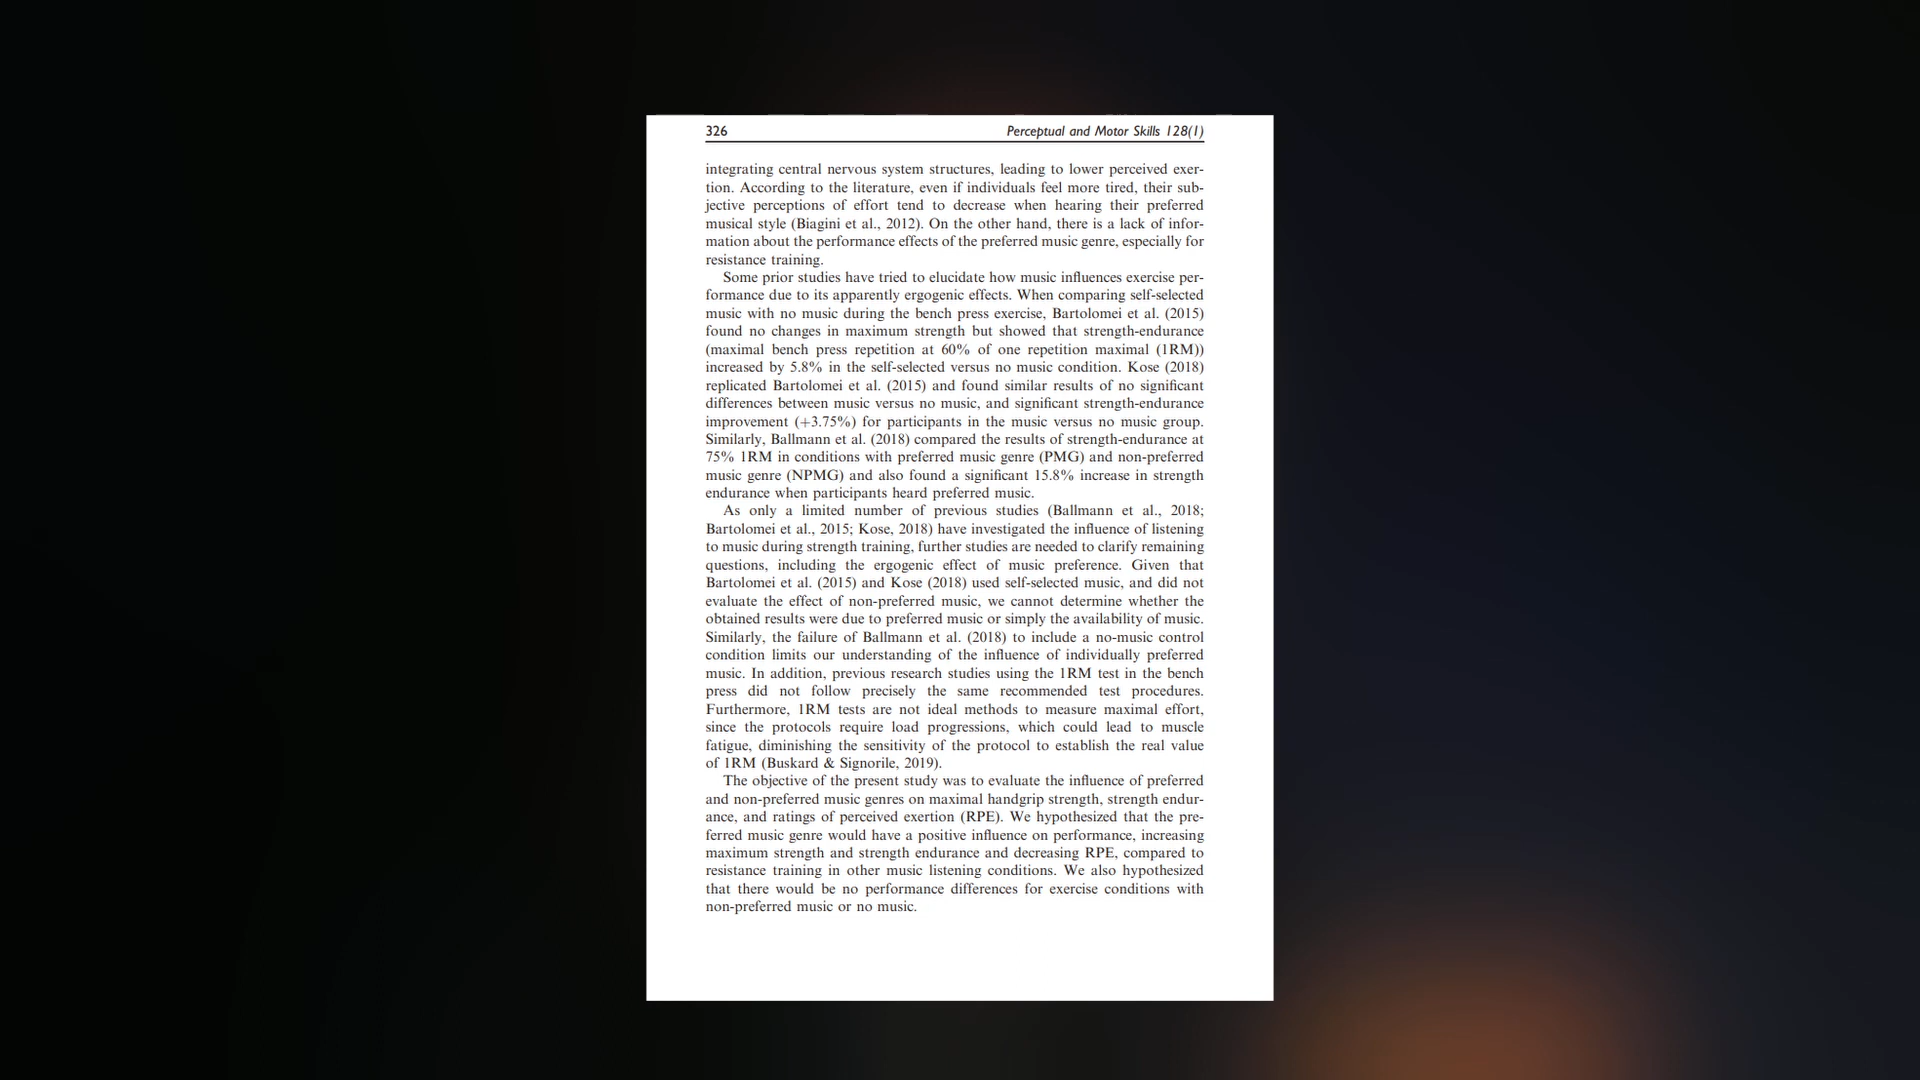 326
Perceptual and Motor Skills 128(1)
integrating central nervous system structures, leading to lower perceived exer-
tion. According to the literature, even if individuals feel more tired, their sub-
jective perceptions of effort tend to decrease when hearing their preferred
musical style (Biagini et al., 2012). On the other hand, there is a lack of infor-
mation about the performance effects of the preferred music genre, especially for
resistance training.
Some prior studies have tried to elucidate how music influences exercise per-
formance due to its apparently ergogenic effects. When comparing self-selected
music with no music during the bench press exercise, Bartolomei et al. (2015)
found no changes in maximum strength but showed that strength-endurance
(maximal bench press repetition at 60% of one repetition maximal (1RM))
increased by 5.8% in the self-selected versus no music condition. Kose (2018)
replicated Bartolomei et al. (2015) and found similar results of no significant
differences between music versus no music, and significant strength-endurance
improvement (+3.75%) for participants in the music versus no music group.
Similarly, Ballmann et al. (2018) compared the results of strength-endurance at
75% 1RM in conditions with preferred music genre (PMG) and non-preferred
music genre (NPMG) and also found a significant 15.8% increase in strength
endurance when participants heard preferred music.
As only a limited number of previous studies (Ballmann et al., 2018;
Bartolomei et al., 2015; Kose, 2018) have investigated the influence of listening
to music during strength training, further studies are needed to clarify remaining
questions, including the ergogenic effect of music preference. Given that
Bartolomei et al. (2015) and Kose (2018) used self-selected music, and did not
evaluate the effect of non-preferred music, we cannot determine whether the
obtained results were due to preferred music or simply the availability of music.
Similarly, the failure of Ballmann et al. (2018) to include a no-music control
condition limits our understanding of the influence of individually preferred
music. In addition, previous research studies using the 1RM test in the bench
press did not follow precisely the same recommended test procedures.
Furthermore, 1RM tests are not ideal methods to measure maximal effort,
since the protocols require load progressions, which could lead to muscle
fatigue, diminishing the sensitivity of the protocol to establish the real value
of 1RM (Buskard & Signorile, 2019).
The objective of the present study was to evaluate the influence of preferred
and non-preferred music genres on maximal handgrip strength, strength endur-
ance, and ratings of perceived exertion (RPE). We hypothesized that the pre-
ferred music genre would have a positive influence on performance, increasing
maximum strength and strength endurance and decreasing RPE, compared to
resistance training in other music listening conditions. We also hypothesized
that there would be no performance differences for exercise conditions with
non-preferred music or no music.